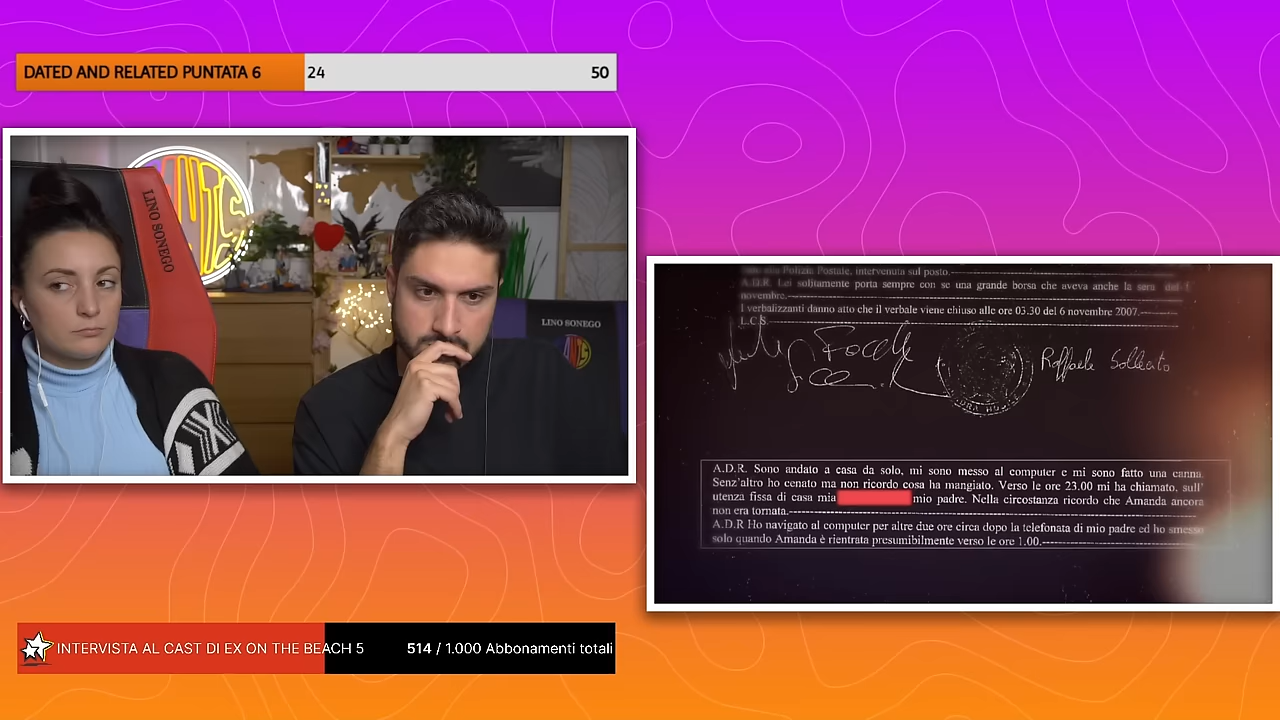 DATED AND RELATED PUNTATA 6 24 50
LINO SONEGO
LINO SONEGO
Polizia Postale, intervenuta sul posto.
A.D.R. Lei solitamente porta sempre con se una grande borsa che aveva anche la sera
novembre.
I verbalizzanti danno atto che il verbale viene chiuso alle ore 03.30 del 6 novembre 2007.
L.C.S.
Raffaele Sollecito
A.D.R. Sono andato a casa da solo, mi sono messo al computer e mi sono fatto una canna.
Senz'altro ho cenato ma non ricordo cosa ha mangiato. Verso le ore 23.00 mi ha chiamato, sull'
utenza fissa di casa mia mio padre. Nella circostanza ricordo che Amanda ancora
non era tornata.
A.D.R Ho navigato al computer per altre due ore circa dopo la telefonata di mio padre ed ho smesso
solo quando Amanda è rientrata presumibilmente verso le ore 1.00.
INTERVISTA AL CAST DI EX ON THE BEACH 5 514 / 1.000 Abbonamenti totali